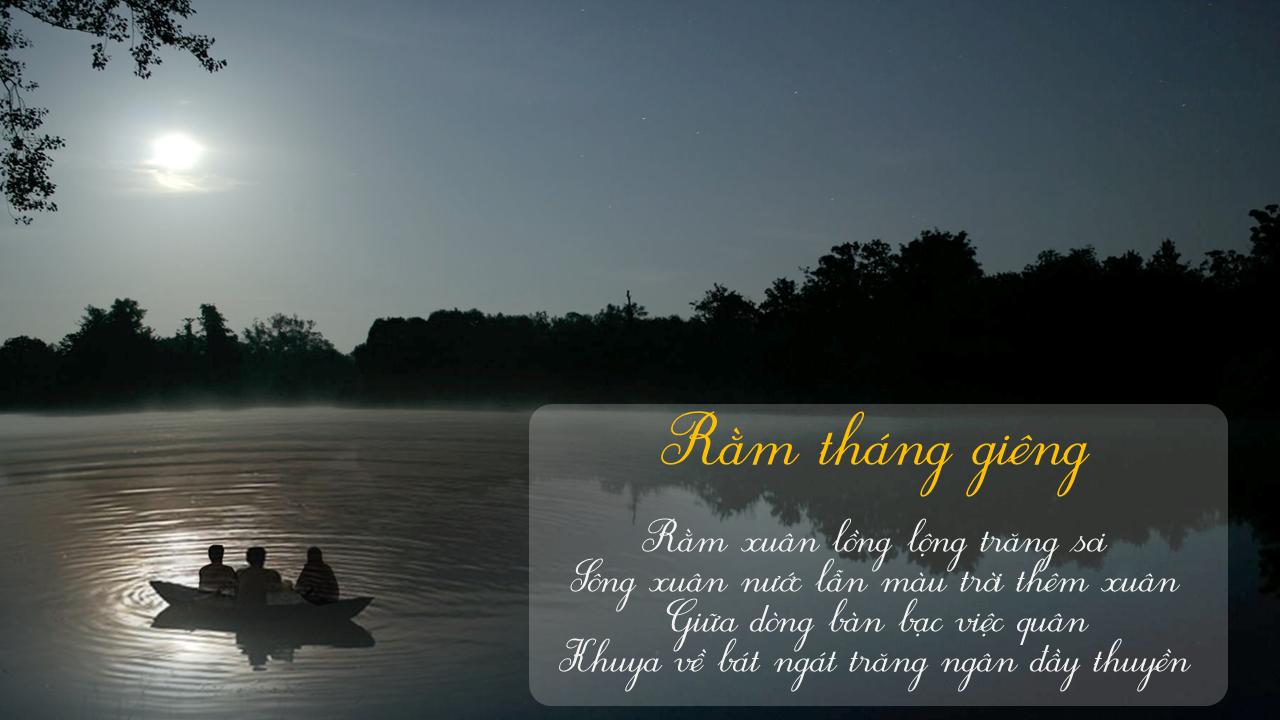 Rằm tháng giêng
Rằm xuân lồng lộng trăng soi
Sông xuân nước lẫn màu trời thêm xuân
Giữa dòng bàn bạc việc quân
Khuya về bát ngát trăng ngân đầy thuyền